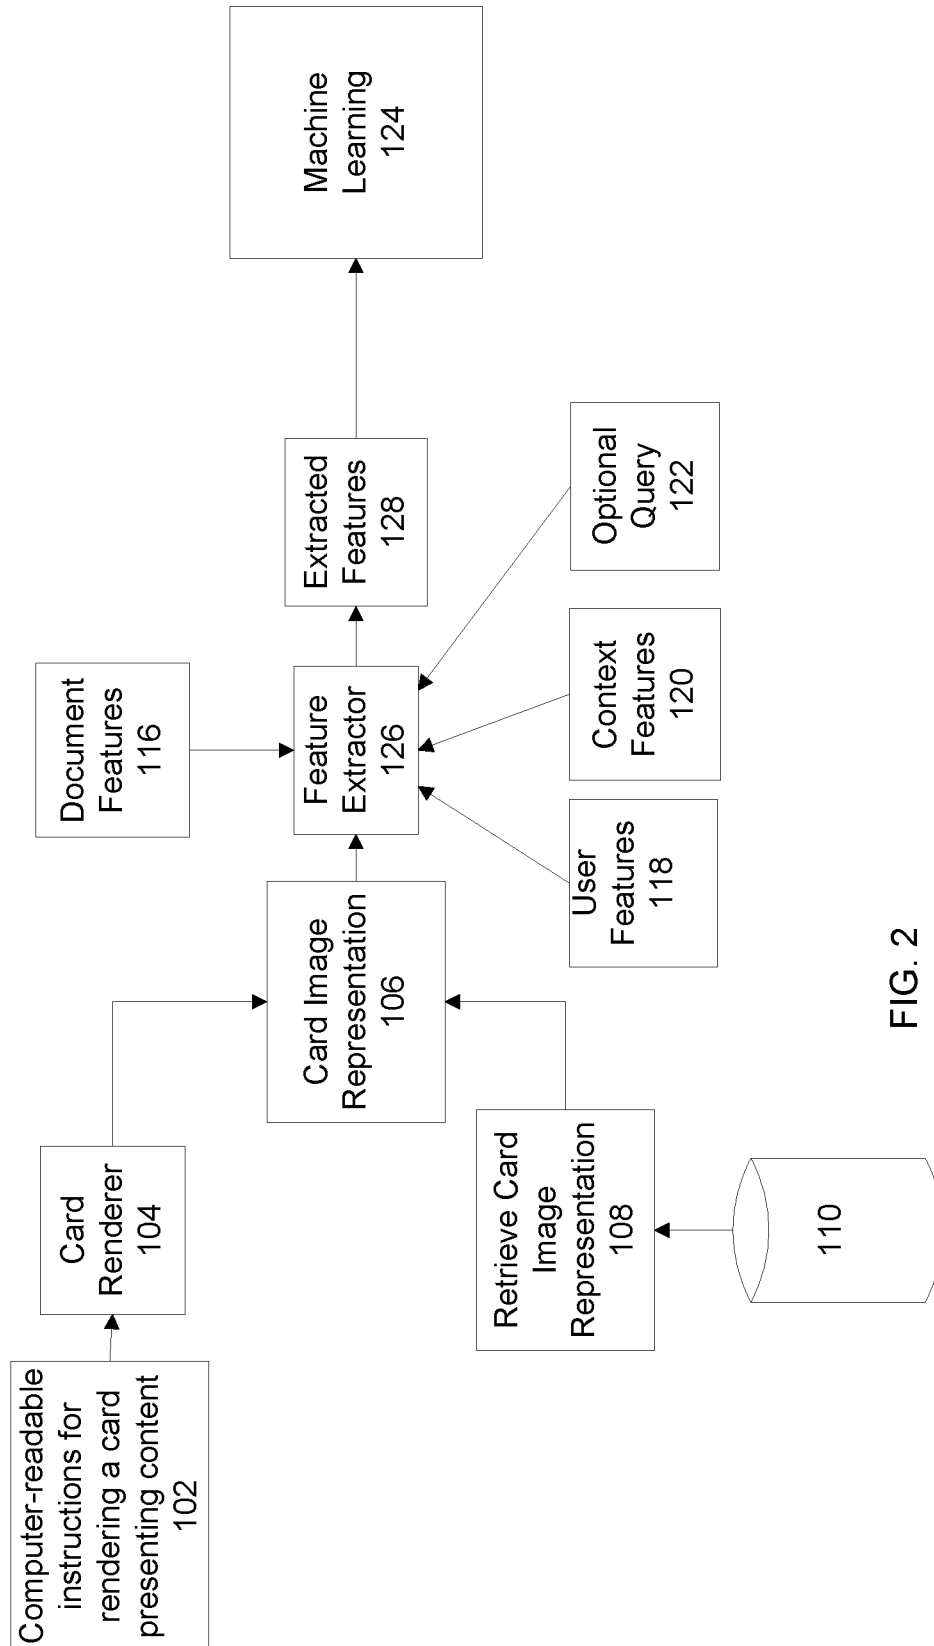 Computer-readable
instructions for
rendering a card
presenting content
102
Card
Renderer
104
Card Image
Representation
106
Retrieve Card
Image
Representation
108
110
Document
Features
116
Feature
Extractor
126
User
Features
118
Context
Features
120
Optional
Query
122
Extracted
Features
128
Machine
Learning
124
FIG. 2